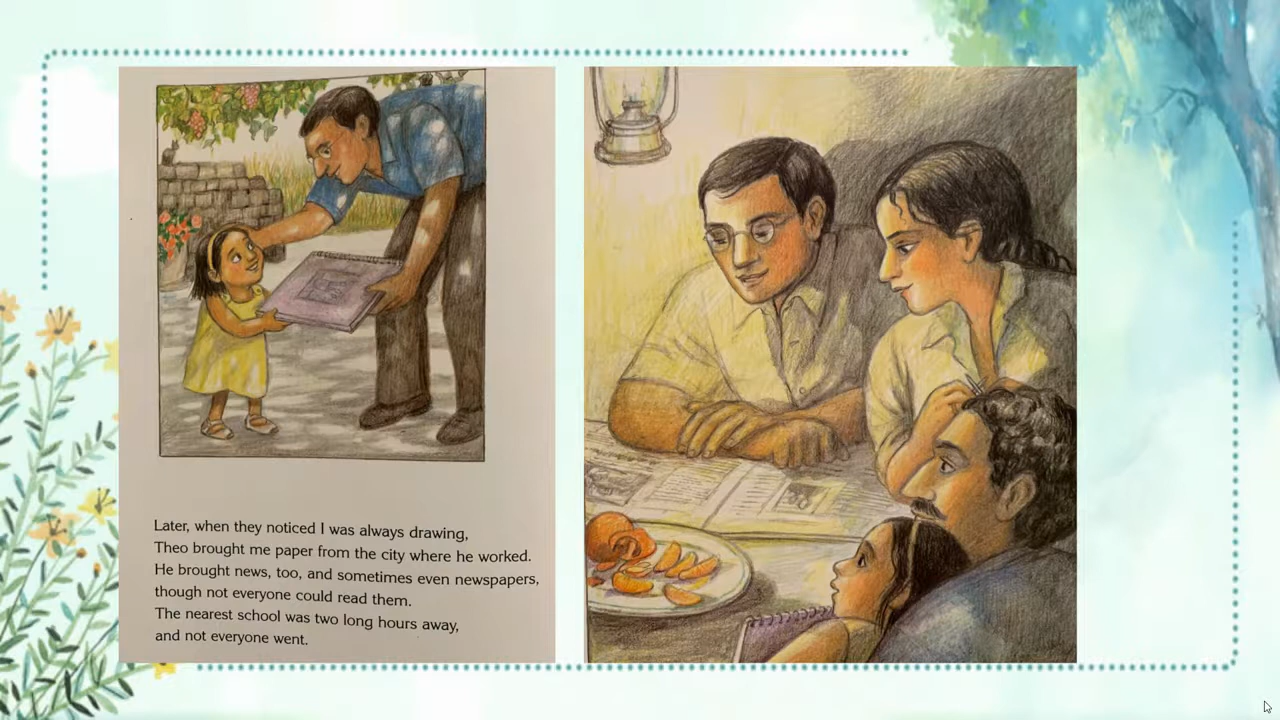 Later, when they noticed I was always drawing,
Theo brought me paper from the city where he worked.
He brought news, too, and sometimes even newspapers,
though not everyone could read them.
The nearest school was two long hours away,
and not everyone went.